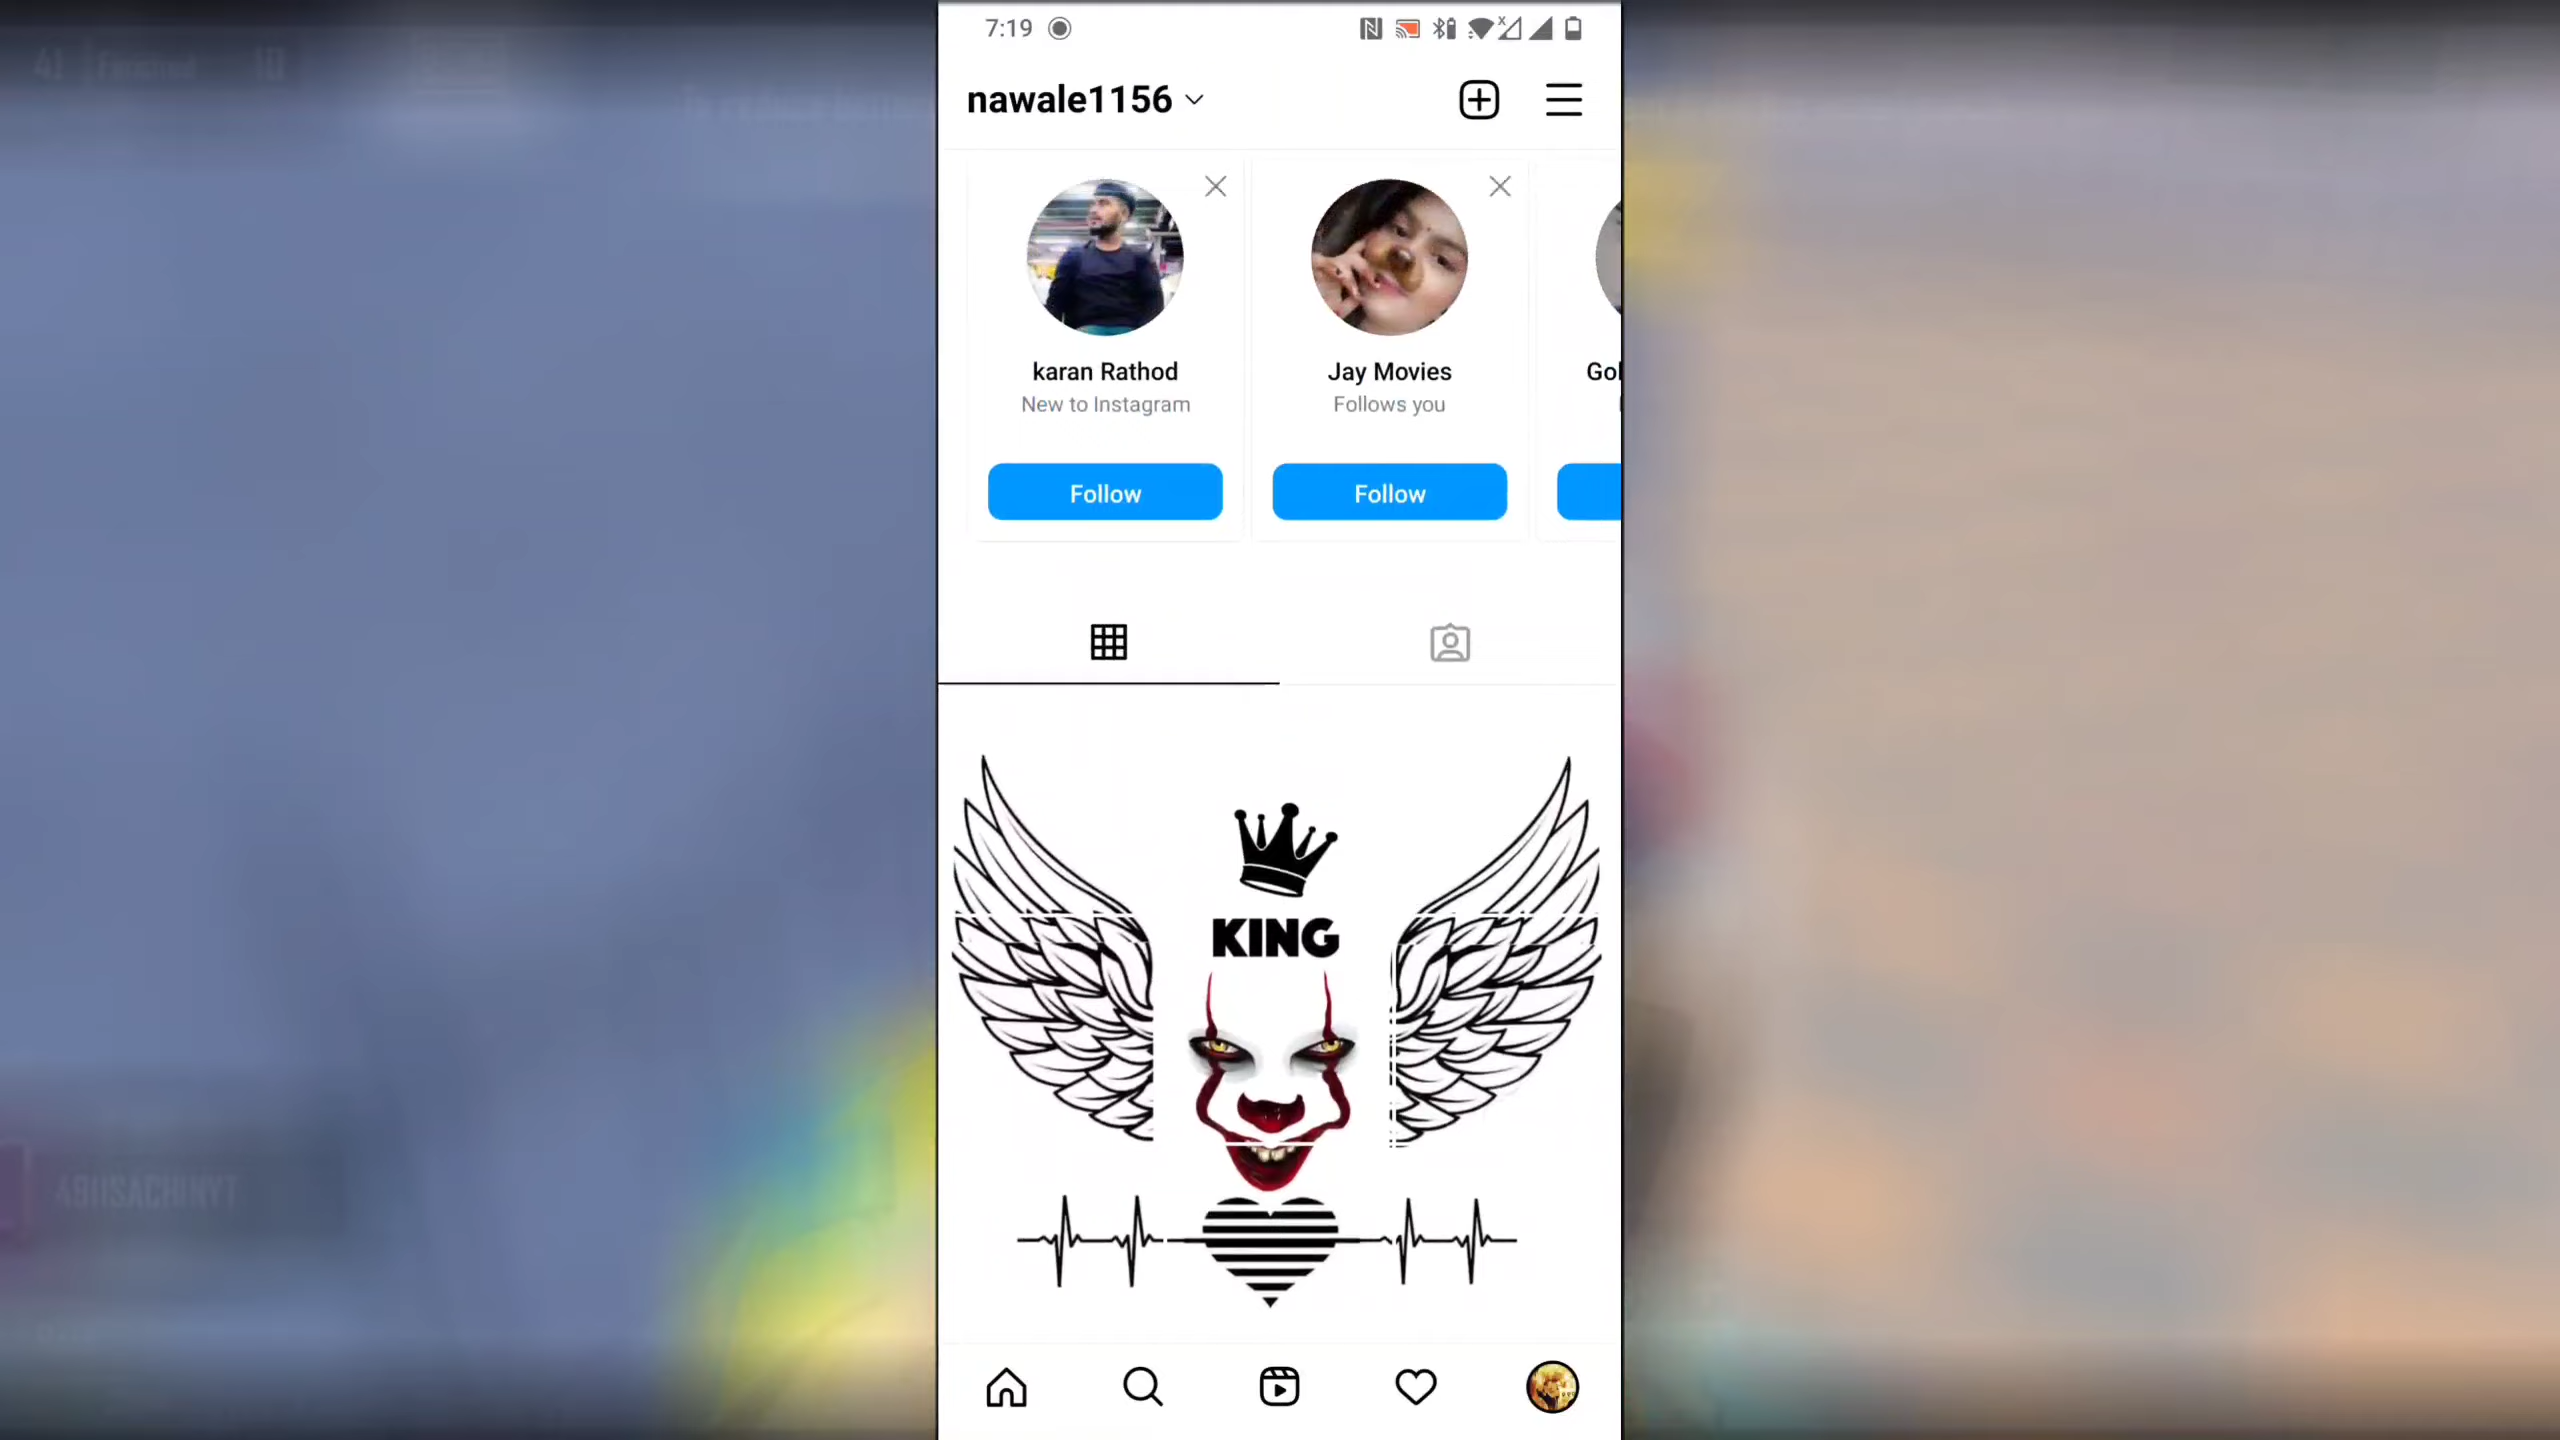 7:19
nawale1156
karan Rathod
New to Instagram
Follow
Jay Movies
Follows you
Follow
KING